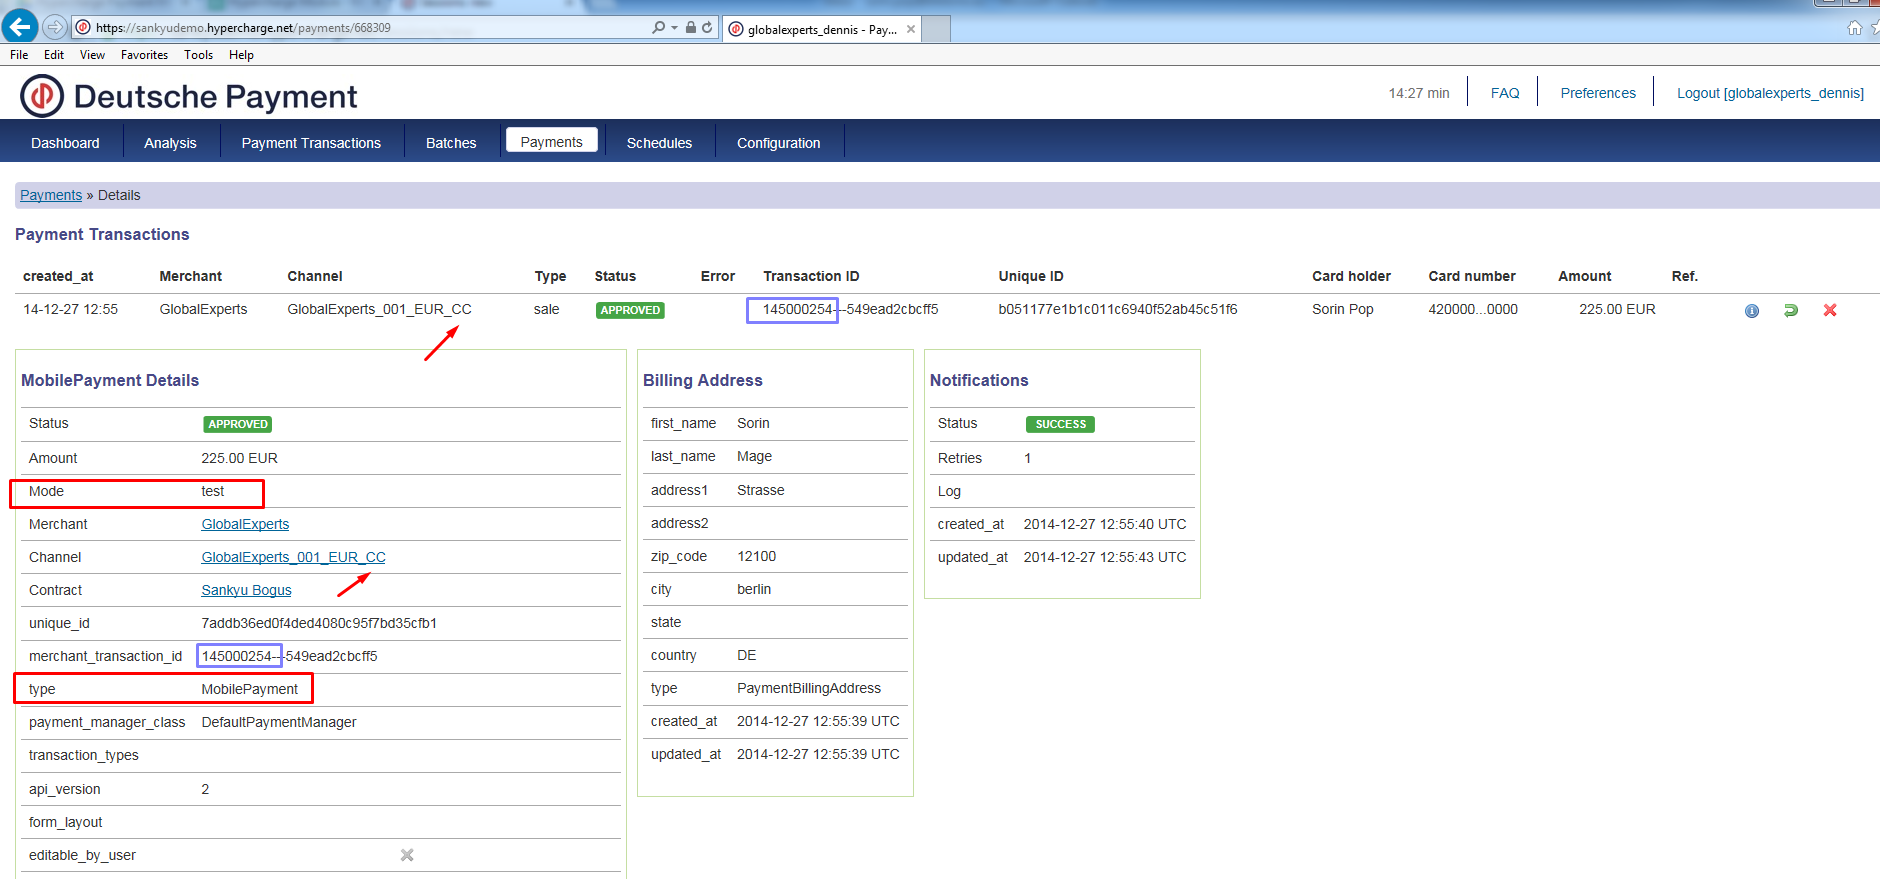 https://sankyudemo.hypercharge.net/payments/668309
globalexperts_dennis - Pay...
File Edit View Favorites Tools Help
Deutsche Payment
14:27 min FAQ Preferences Logout [globalexperts_dennis]
Dashboard Analysis Payment Transactions Batches Payments Schedules Configuration
Payments » Details
Payment Transactions
created_at Merchant Channel Type Status Error Transaction ID Unique ID Card holder Card number Amount Ref.
14-12-27 12:55 GlobalExperts GlobalExperts_001_EUR_CC sale APPROVED 145000254---549ead2cbcff5 b051177e1b1c011c6940f52ab45c51f6 Sorin Pop 420000...0000 225.00 EUR
MobilePayment Details
Status APPROVED
Amount 225.00 EUR
Mode test
Merchant GlobalExperts
Channel GlobalExperts_001_EUR_CC
Contract Sankyu Bogus
unique_id 7addb36ed0f4ded4080c95f7bd35cfb1
merchant_transaction_id 145000254---549ead2cbcff5
type MobilePayment
payment_manager_class DefaultPaymentManager
transaction_types
api_version 2
form_layout
editable_by_user
Billing Address
first_name Sorin
last_name Mage
address1 Strasse
address2
zip_code 12100
city berlin
state
country DE
type PaymentBillingAddress
created_at 2014-12-27 12:55:39 UTC
updated_at 2014-12-27 12:55:39 UTC
Notifications
Status SUCCESS
Retries 1
Log
created_at 2014-12-27 12:55:40 UTC
updated_at 2014-12-27 12:55:43 UTC